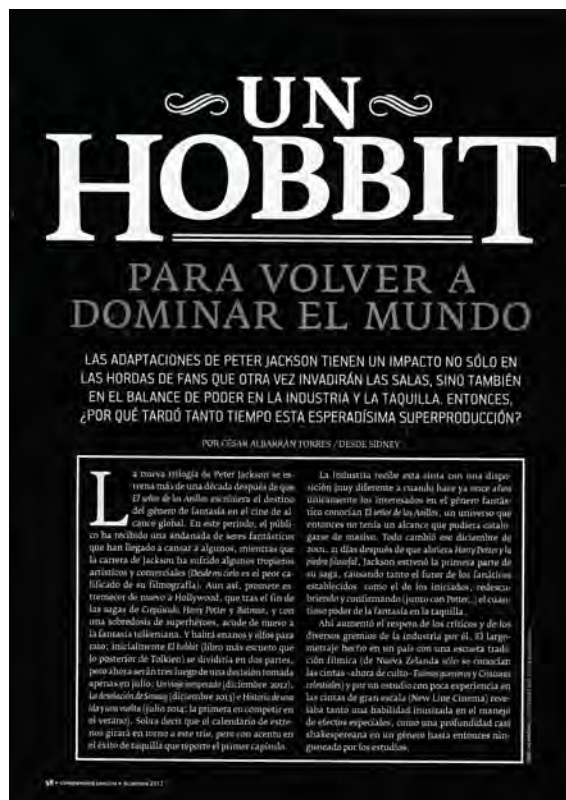 UN
HOBBIT
PARA VOLVER A
DOMINAR EL MUNDO
LAS ADAPTACIONES DE PETER JACKSON TIENEN UN IMPACTO NO SÓLO EN
LAS HORDAS DE FANS QUE OTRA VEZ INVADIRÁN LAS SALAS, SINO TAMBIÉN
EN EL BALANCE DE PODER EN LA INDUSTRIA Y LA TAQUILLA. ENTONCES,
¿POR QUÉ TARDÓ TANTO TIEMPO ESTA ESPERADÍSIMA SUPERPRODUCCIÓN?
POR CÉSAR ALBARRÁN TORRES / DESDE SIDNEY
La nueva trilogía de Peter Jackson se es-
trena más de una década después de que
El señor de los Anillos escribiera el destino
del género de fantasía en el cine de al-
cance global. En este periodo, el públi-
co ha recibido una andanada de seres fantásticos
que han llegado a cansar a algunos, mientras que
la carrera de Jackson ha sufrido algunos tropiezos
artísticos y comerciales (Desde mi cielo es el peor ca-
lificado de su filmografía). Aun así, promete es-
tremecer de nuevo a Hollywood, que tras el fin de
las sagas de Crepúsculo, Harry Potter y Batman, y con
una sobredosis de superhéroes, acude de nuevo a
la fantasía tolkieniana. Y habrá enanos y elfos para
rato: inicialmente El hobbit (libro más escueto que
lo posterior de Tolkien) se dividiría en dos partes,
pero ahora serán tres luego de una decisión tomada
apenas en julio: Un viaje inesperado (diciembre 2012),
La desolación de Smaug (diciembre 2013) e Historia de una
ida y una vuelta (julio 2014: la primera en competir en
el verano). Sobra decir que el calendario de estre-
nos girará en torno a este trío, pero con acento en
el éxito de taquilla que reporte el primer capítulo.
La industria recibe esta cinta con una dispo-
sición muy diferente a cuando hace ya once años
únicamente los interesados en el género fantás-
tico conocían El señor de los Anillos, un universo que
entonces no tenía un alcance que pudiera catalo-
garse de masivo. Todo cambió ese diciembre de
2001. 21 días después de que abriera Harry Potter y la
piedra filosofal, Jackson estrenó la primera parte de
su saga, causando tanto el furor de los fanáticos
establecidos como el de los iniciados, redescu-
briendo y confirmando (junto con Potter...) el cuan-
tioso poder de la fantasía en la taquilla.
Ahí aumentó el respeto de los críticos y de los
diversos gremios de la industria por él. El largo-
metraje hecho en un país con una escueta tradi-
ción fílmica (de Nueva Zelanda sólo se conocían
las cintas -ahora de culto- Fuimos guerreros y Criaturas
celestiales) y por un estudio con poca experiencia en
las cintas de gran escala (New Line Cinema) reve-
laba tanto una habilidad inusitada en el manejo
de efectos especiales, como una profundidad casi
shakespereana en un género hasta entonces nin-
guneado por los estudios.